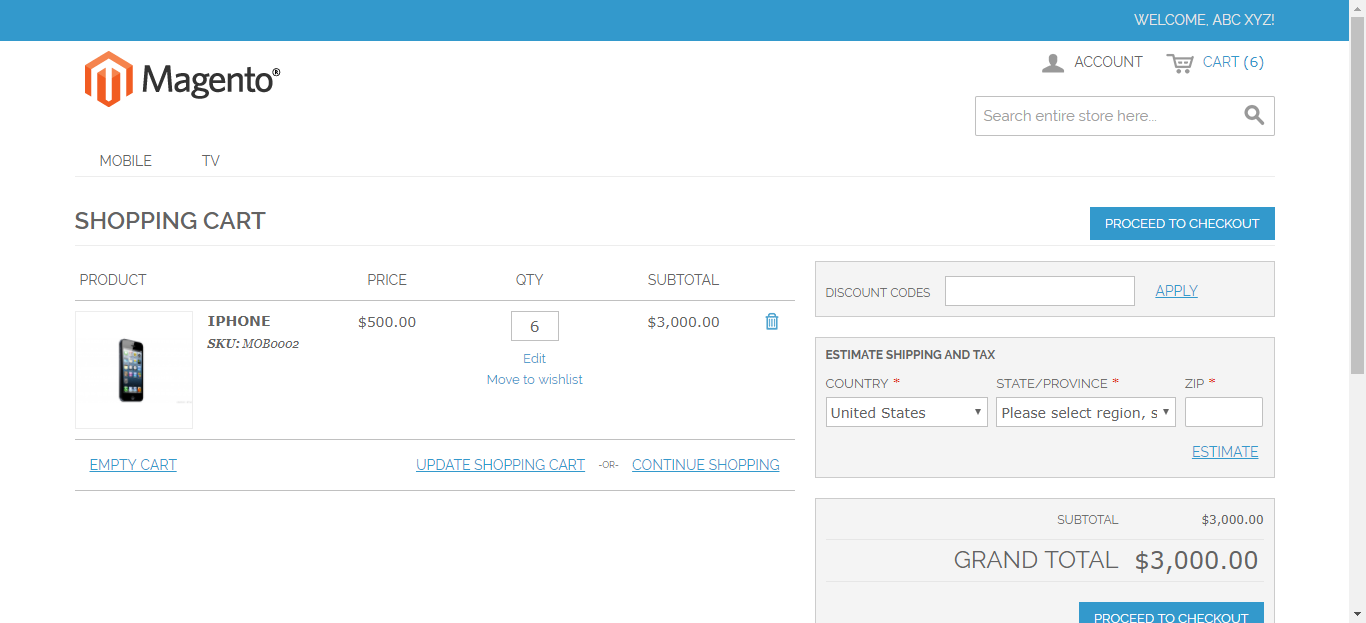 WELCOME, ABC XYZ!
Magento®
ACCOUNT CART (6)
Search entire store here...
MOBILE TV
SHOPPING CART PROCEED TO CHECKOUT
PRODUCT PRICE QTY SUBTOTAL
IPHONE $500.00 6 $3,000.00
SKU: MOB0002
Edit
Move to wishlist
EMPTY CART UPDATE SHOPPING CART -OR- CONTINUE SHOPPING
DISCOUNT CODES APPLY
ESTIMATE SHIPPING AND TAX
COUNTRY * STATE/PROVINCE * ZIP *
United States Please select region, s
ESTIMATE
SUBTOTAL $3,000.00
GRAND TOTAL $3,000.00
PROCEED TO CHECKOUT